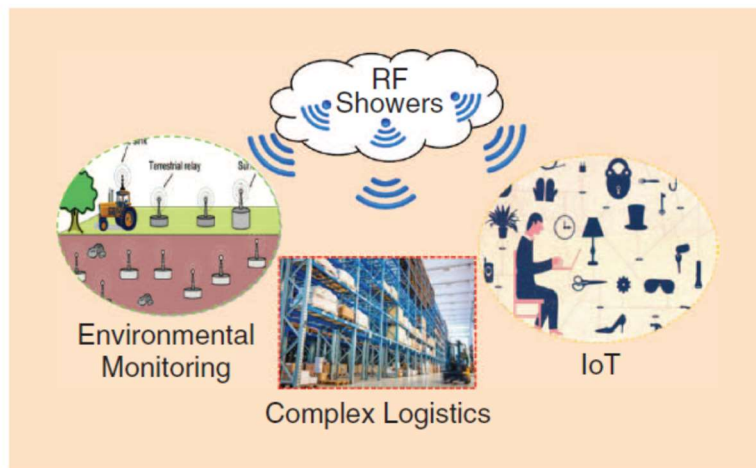 RF
Showers
Terrestrial relay
Environmental
Monitoring
Complex Logistics
IoT